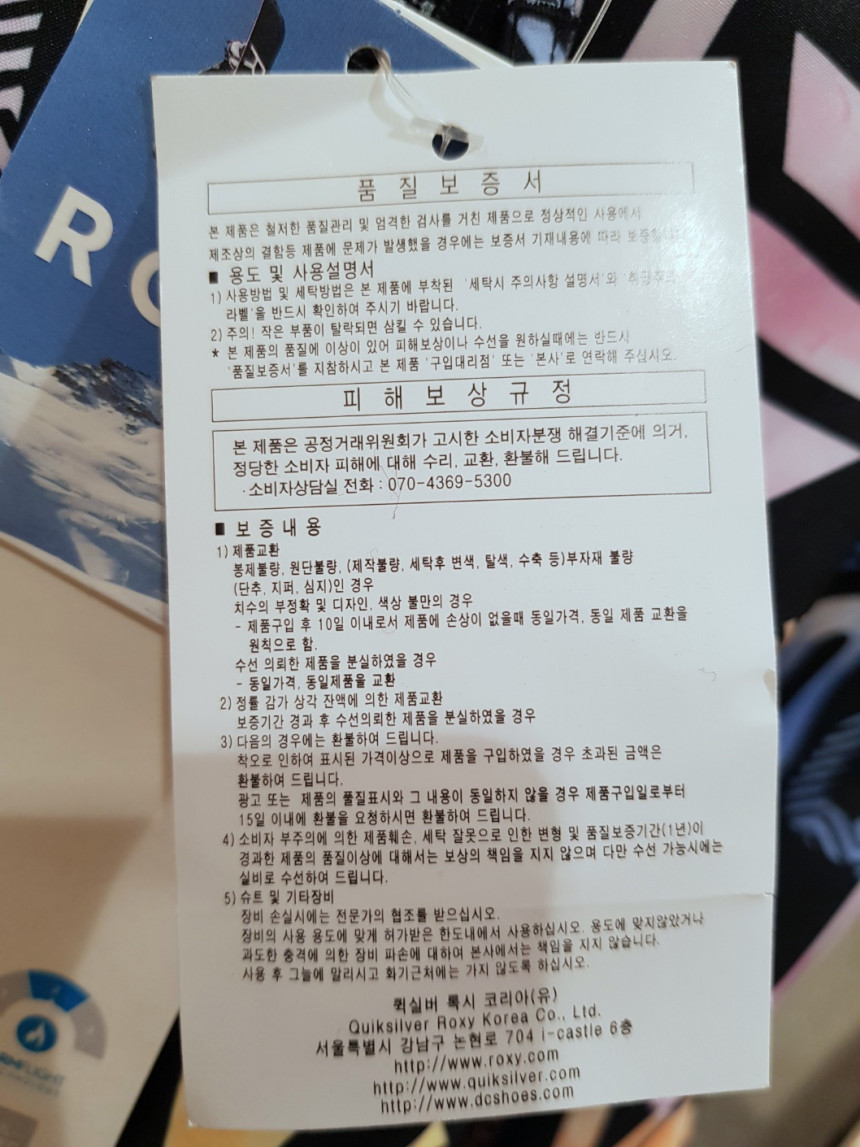 품질보증서
본 제품은 철저한 품질관리 및 엄격한 검사를 거친 제품으로 정상적인 사용에서
제조상의 결함등 제품에 문제가 발생했을 경우에는 보증서 기재내용에 따라
■ 용도 및 사용설명서
1) 사용방법 및 세탁방법은 본 제품에 부착된 '세탁시 주의사항 설명서'와
라벨'을 반드시 확인하여 주시기 바랍니다.
2) 주의! 작은 부품이 탈락되면 삼킬 수 있습니다.
* 본 제품의 품질에 이상이 있어 피해보상이나 수선을 원하실때에는 반드시
'품질보증서'를 지참하시고 본 제품 '구입대리점' 또는 '본사'로 연락해 주십시오.
피해보상규정
본 제품은 공정거래위원회가 고시한 소비자분쟁 해결기준에 의거,
정당한 소비자 피해에 대해 수리, 교환, 환불해 드립니다.
·소비자상담실 전화 : 070-4369-5300
■ 보증내용
1) 제품교환
봉제불량, 원단불량, (제작불량, 세탁후 변색, 탈색, 수축 등)부자재 불량
(단추, 지퍼, 심지)인 경우
치수의 부정확 및 디자인, 색상 불만의 경우
- 제품구입 후 10일 이내로서 제품에 손상이 없을때 동일가격, 동일 제품 교환을
원칙으로 함.
수선 의뢰한 제품을 분실하였을 경우
- 동일가격, 동일제품을 교환
2) 정률 감가 상각 잔액에 의한 제품교환
보증기간 경과 후 수선의뢰한 제품을 분실하였을 경우
3) 다음의 경우에는 환불하여 드립니다.
착오로 인하여 표시된 가격이상으로 제품을 구입하였을 경우 초과된 금액은
환불하여 드립니다.
광고 또는 제품의 품질표시와 그 내용이 동일하지 않을 경우 제품구입일로부터
15일 이내에 환불을 요청하시면 환불하여 드립니다.
4) 소비자 부주의에 의한 제품훼손, 세탁 잘못으로 인한 변형 및 품질보증기간(1년)이
경과한 제품의 품질이상에 대해서는 보상의 책임을 지지 않으며 다만 수선 가능시에는
실비로 수선하여 드립니다.
5) 슈트 및 기타장비
장비 손실시에는 전문가의 협조를 받으십시오.
장비의 사용 용도에 맞게 허가받은 한도내에서 사용하십시오. 용도에 맞지않았거나
과도한 충격에 의한 장비 파손에 대하여 본사에서는 책임을 지지 않습니다.
사용 후 그늘에 말리시고 화기근처에는 가지 않도록 하십시오.
퀵실버 록시 코리아(유)
Quiksilver Roxy Korea Co., Ltd.
서울특별시 강남구 논현로 704 i-castle 6층
http://www.roxy.com
http://www.quiksilver.com
http://www.dcshoes.com